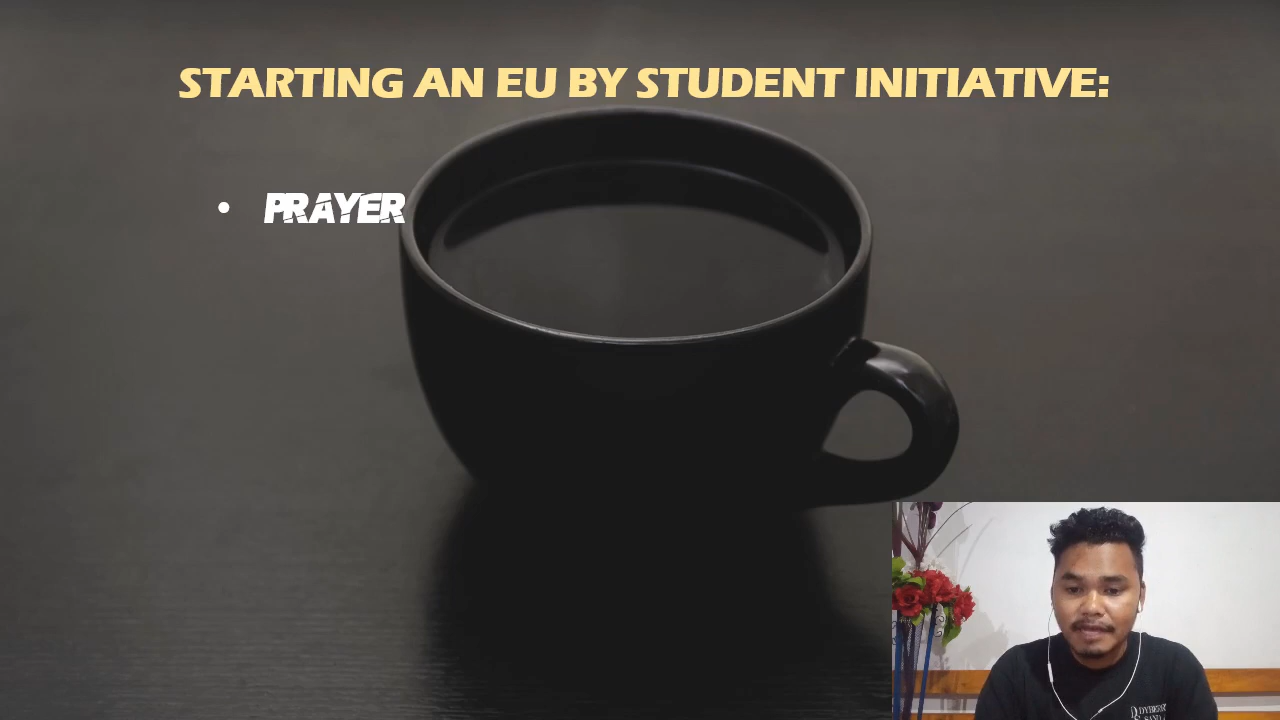 STARTING AN EU BY STUDENT INITIATIVE:
• PRAYER